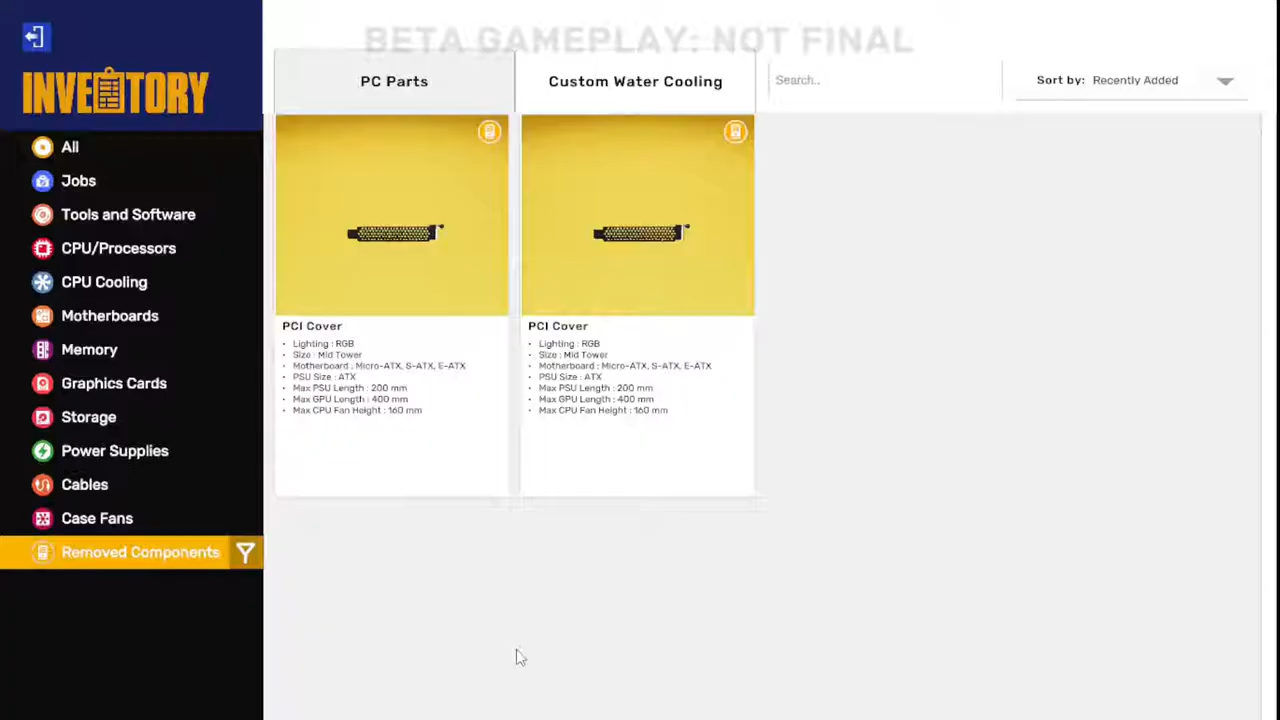 BETA GAMEPLAY: NOT FINAL
INVENTORY
PC Parts
Custom Water Cooling
Search..
Sort by: Recently Added
All
Jobs
Tools and Software
CPU/Processors
CPU Cooling
Motherboards
Memory
Graphics Cards
Storage
Power Supplies
Cables
Case Fans
Removed Components
PCI Cover
• Lighting : RGB
• Size : Mid Tower
• Motherboard : Micro-ATX, S-ATX, E-ATX
• PSU Size : ATX
• Max PSU Length : 200 mm
• Max GPU Length : 400 mm
• Max CPU Fan Height : 160 mm
PCI Cover
• Lighting : RGB
• Size : Mid Tower
• Motherboard : Micro-ATX, S-ATX, E-ATX
• PSU Size : ATX
• Max PSU Length : 200 mm
• Max GPU Length : 400 mm
• Max CPU Fan Height : 160 mm